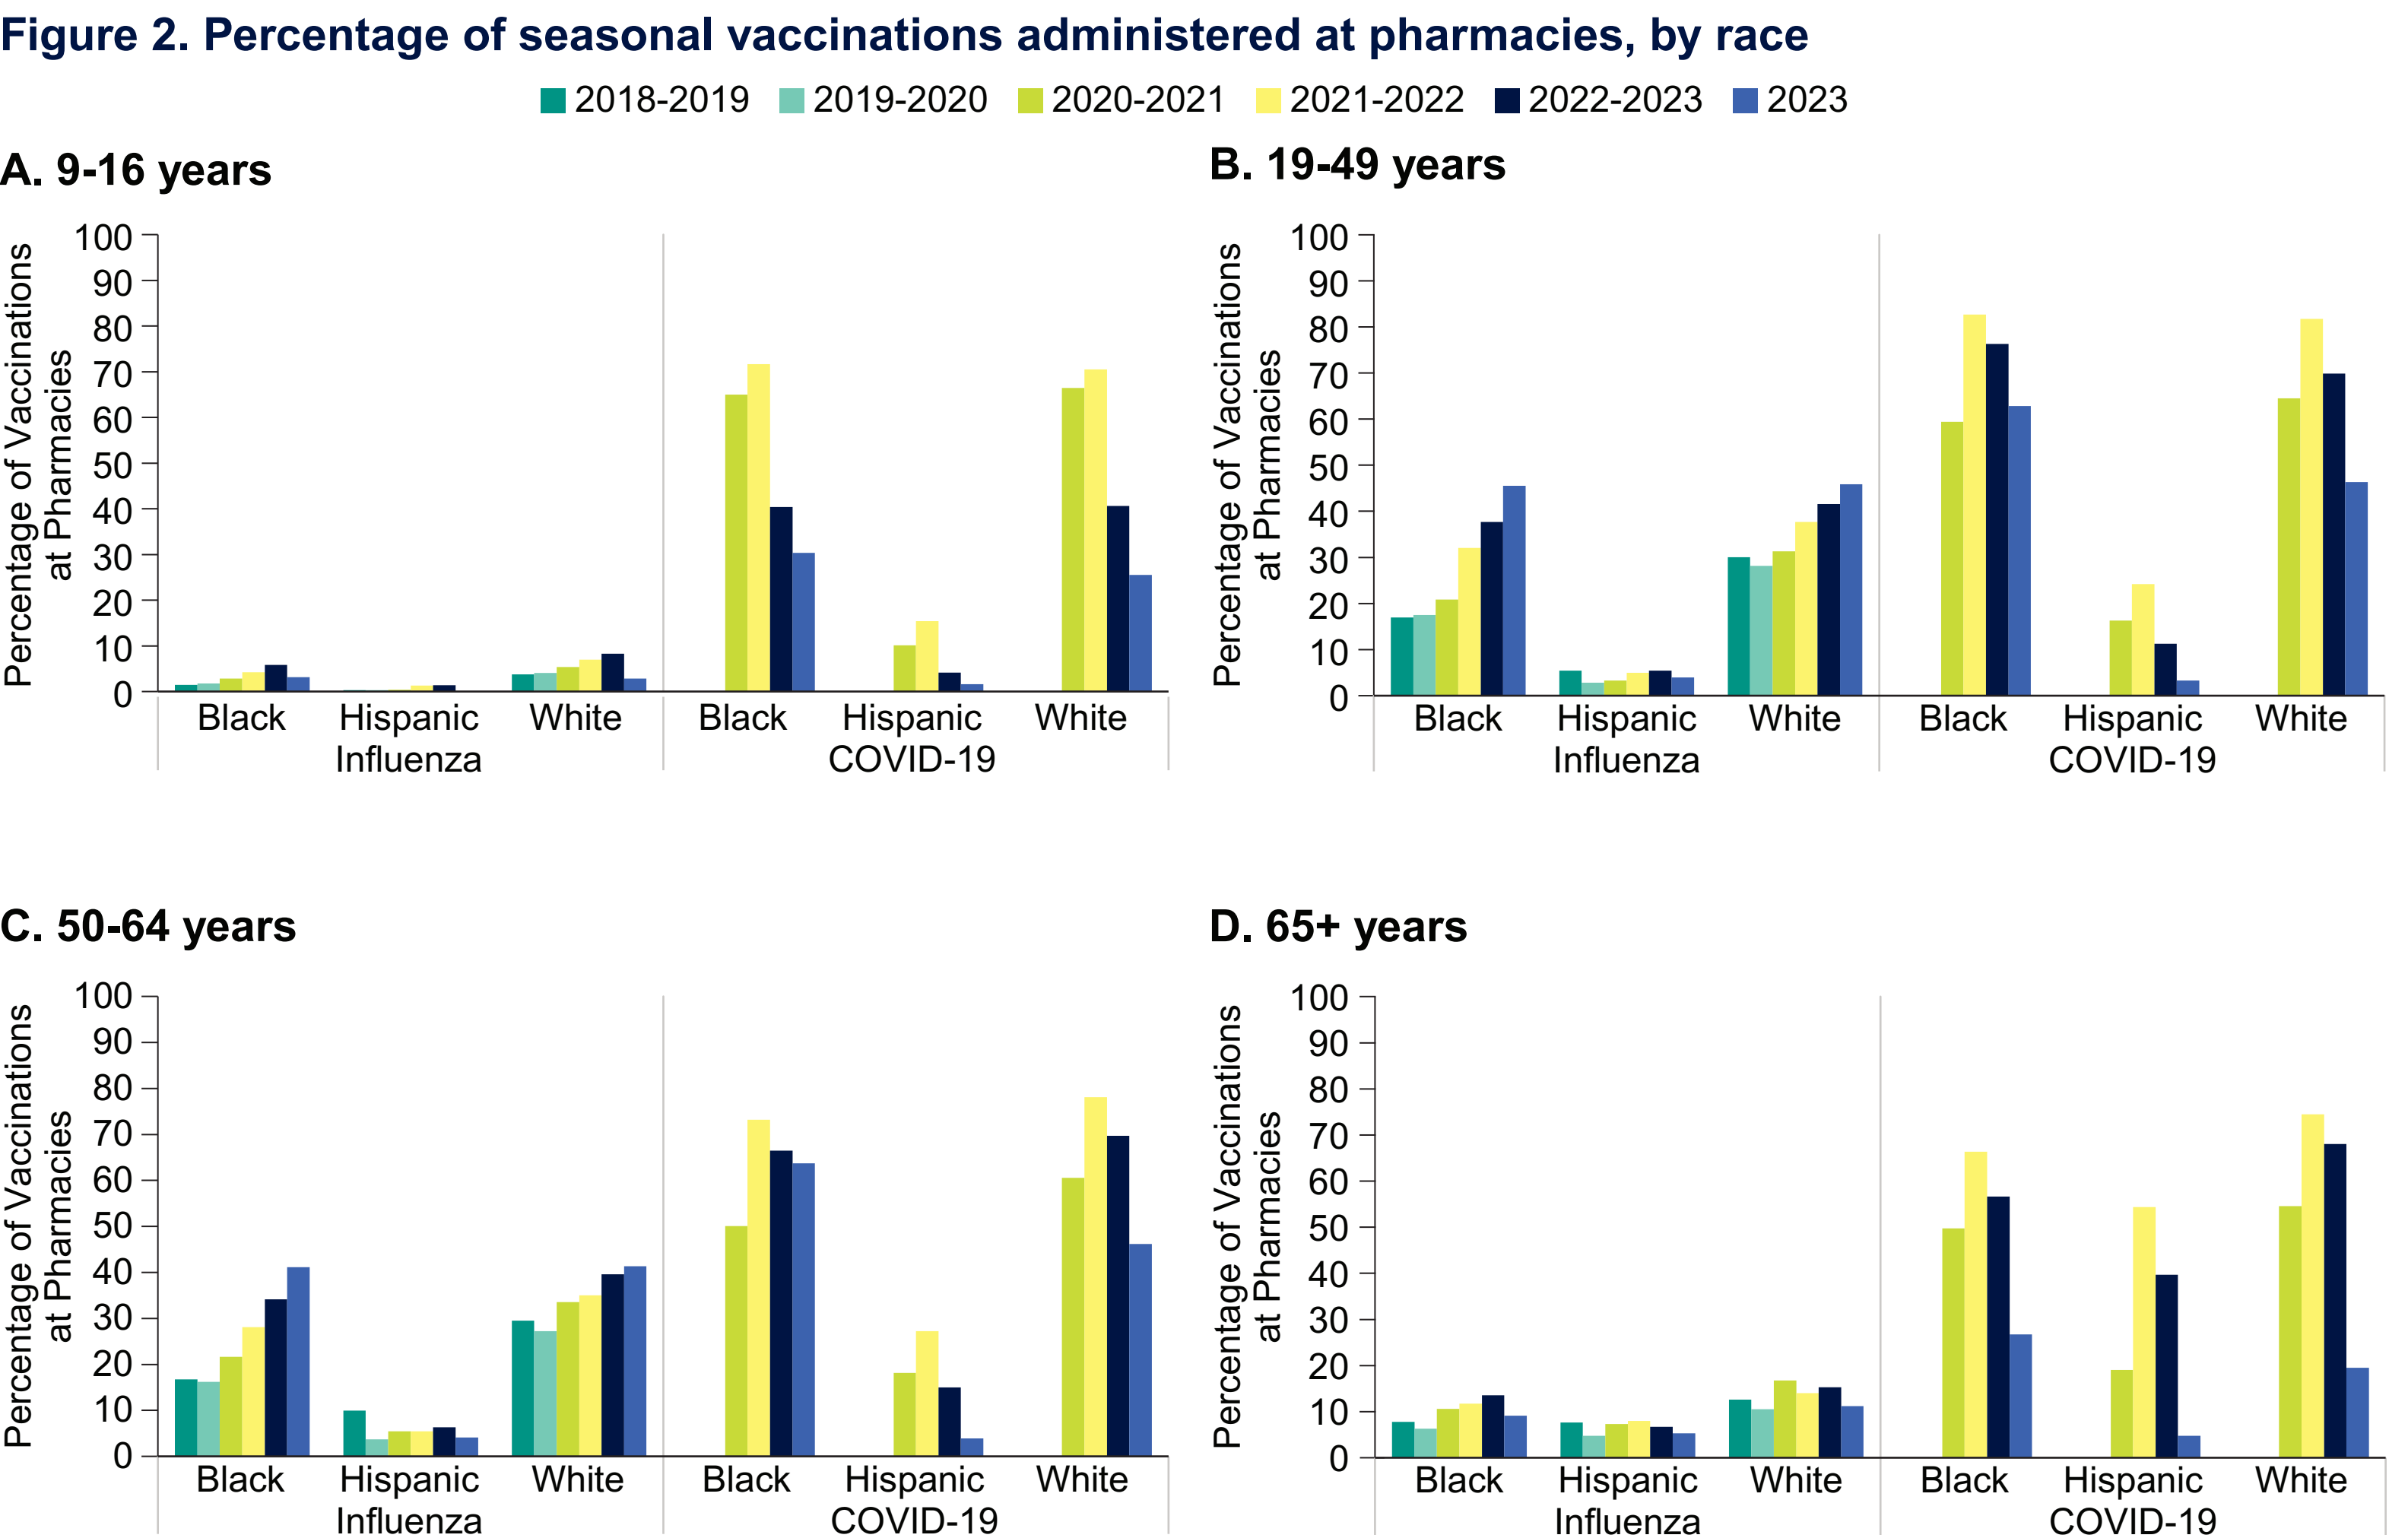 Figure 2. Percentage of seasonal vaccinations administered at pharmacies, by race
2018-2019 2019-2020 2020-2021 2021-2022 2022-2023 2023
A. 9-16 years
Percentage of Vaccinations
at Pharmacies
100
90
80
70
60
50
40
30
20
10
0
Black Hispanic White Black Hispanic White
Influenza COVID-19
B. 19-49 years
Percentage of Vaccinations
at Pharmacies
100
90
80
70
60
50
40
30
20
10
0
Black Hispanic White Black Hispanic White
Influenza COVID-19
C. 50-64 years
Percentage of Vaccinations
at Pharmacies
100
90
80
70
60
50
40
30
20
10
0
Black Hispanic White Black Hispanic White
Influenza COVID-19
D. 65+ years
Percentage of Vaccinations
at Pharmacies
100
90
80
70
60
50
40
30
20
10
0
Black Hispanic White Black Hispanic White
Influenza COVID-19